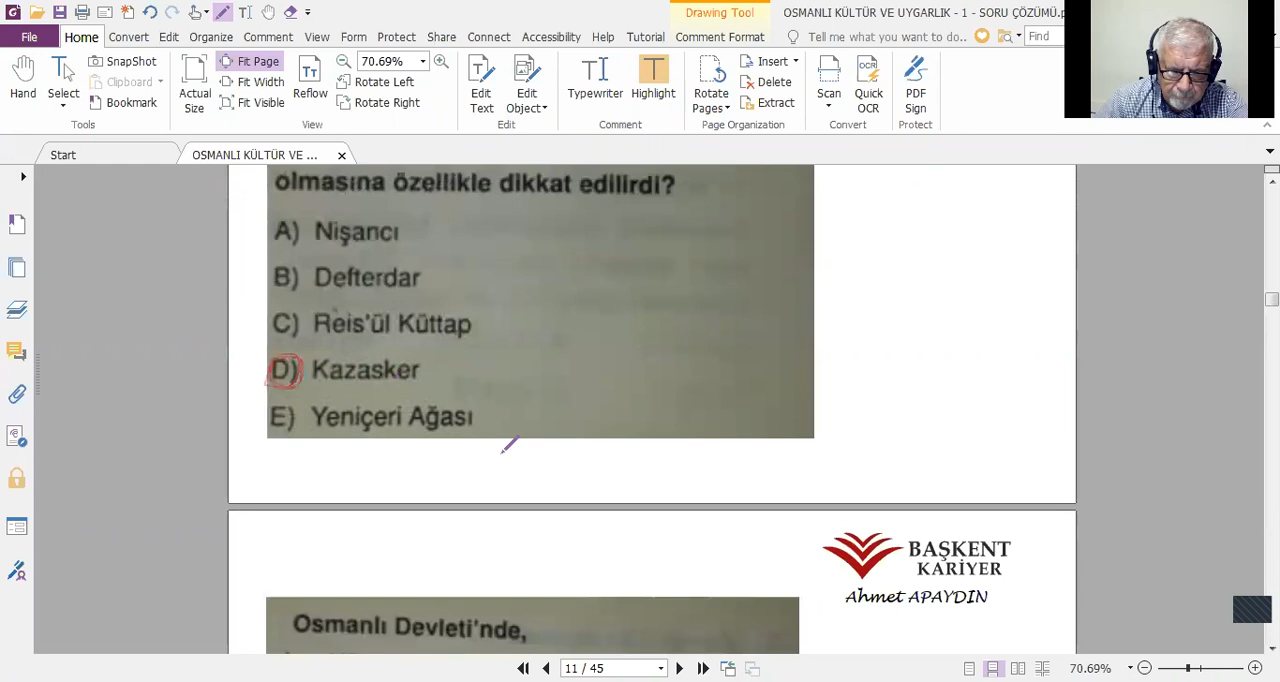 Drawing Tool
OSMANLI KÜLTÜR VE UYGARLIK - 1 - SORU ÇÖZÜMÜ.p
File Home Convert Edit Organize Comment View Form Protect Share Connect Accessibility Help Tutorial Comment Format Tell me what you want to do.. Find
Hand
Select
SnapShot
Clipboard
Bookmark
Tools
Actual Size
Fit Page
Fit Width
Fit Visible
Reflow
70.69%
Rotate Left
Rotate Right
View
Edit Text
Edit Object
Edit
Typewriter
Highlight
Comment
Rotate Pages
Insert
Delete
Extract
Page Organization
Scan
Quick OCR
Convert
PDF Sign
Protect
Start
OSMANLI KÜLTÜR VE ...
olmasına özellikle dikkat edilirdi?
A) Nişancı
B) Defterdar
C) Reis'ül Küttap
D) Kazasker
E) Yeniçeri Ağası
BAŞKENT
KARİYER
Ahmet APAYDIN
Osmanlı Devleti'nde,
11 / 45
70.69%